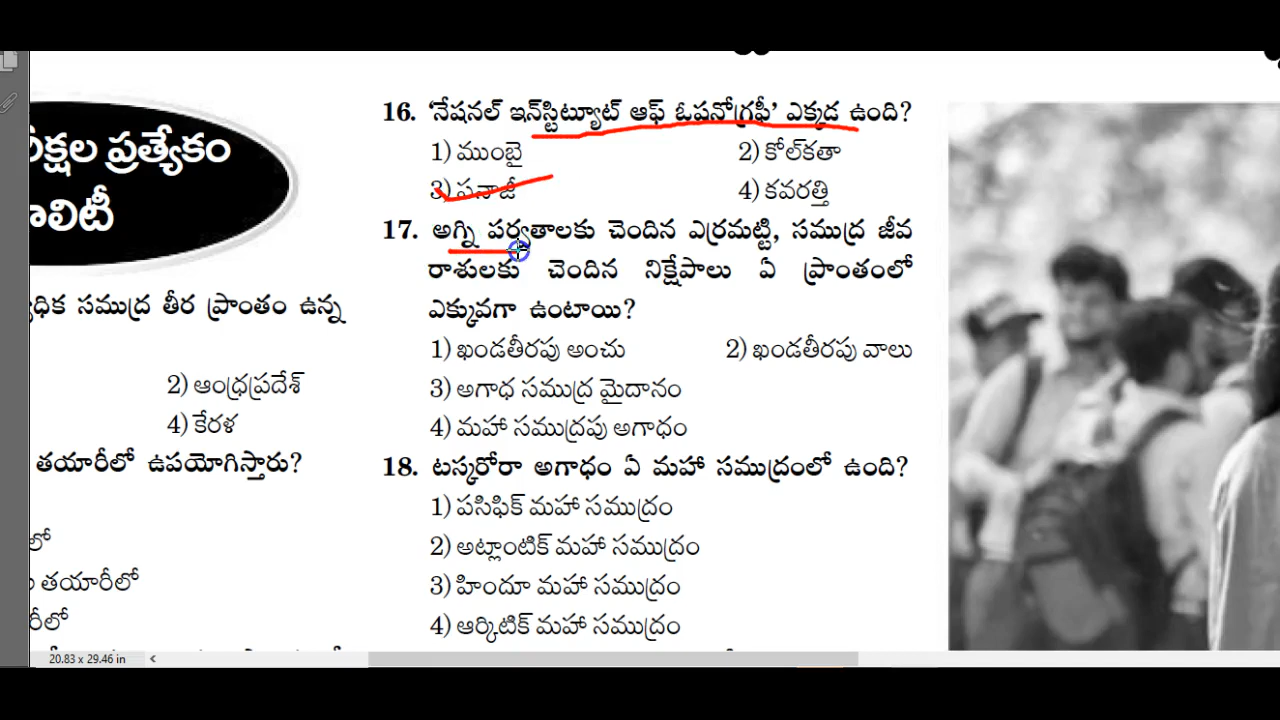 ప్రత్యేకం
16. 'నేషనల్ ఇన్‌స్టిట్యూట్ ఆఫ్ ఓషనోగ్రఫీ' ఎక్కడ ఉంది?
1) ముంబై 2) కోల్‌కతా
3) పనాజీ 4) కవరత్తి
17. అగ్ని పర్వతాలకు చెందిన ఎర్రమట్టి, సముద్ర జీవ
రాశులకు చెందిన నిక్షేపాలు ఏ ప్రాంతంలో
ఎక్కువగా ఉంటాయి?
1) ఖండతీరపు అంచు 2) ఖండతీరపు వాలు
3) అగాధ సముద్ర మైదానం
4) మహా సముద్రపు అగాధం
18. టస్కరోరా అగాధం ఏ మహా సముద్రంలో ఉంది?
1) పసిఫిక్ మహా సముద్రం
2) అట్లాంటిక్ మహా సముద్రం
3) హిందూ మహా సముద్రం
4) ఆర్కిటిక్ మహా సముద్రం
సముద్ర తీర ప్రాంతం ఉన్న
2) ఆంధ్రప్రదేశ్
4) కేరళ
తయారీలో ఉపయోగిస్తారు?
తయారీలో
20.83 x 29.46 in